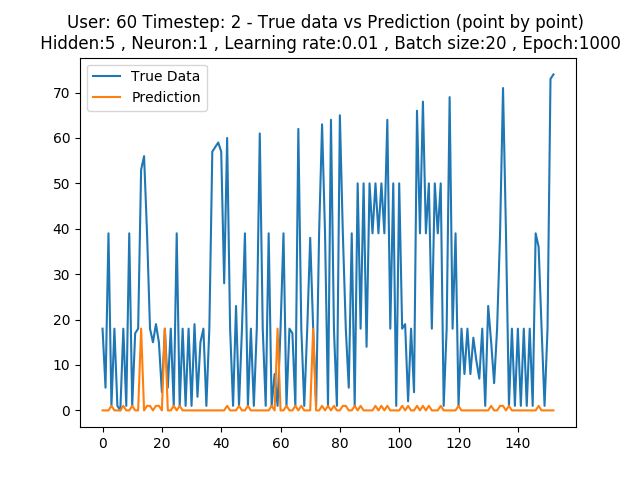 User: 60 Timestep: 2 - True data vs Prediction (point by point)
Hidden:5 , Neuron:1 , Learning rate:0.01 , Batch size:20 , Epoch:1000
True Data
Prediction
70
60
50
40
30
20
10
0
0 20 40 60 80 100 120 140